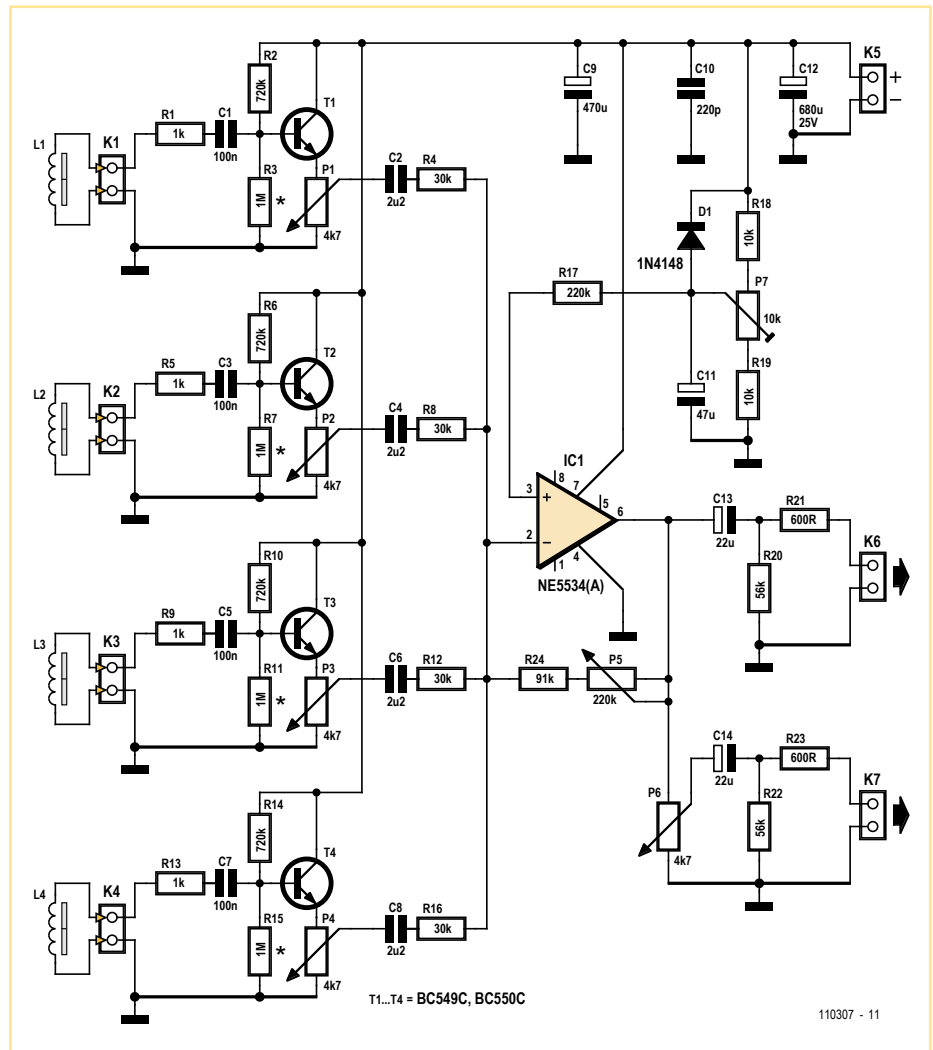 K5
+
−
R2
720k
T1
C9
470u
C10
220p
C12
680u
25V
L1
K1
R1
1k
C1
100n
R3
1M
*
P1
4k7
C2
2u2
R4
30k
D1
1N4148
R18
10k
P7
10k
R17
220k
R19
10k
C11
47u
R6
720k
T2
L2
K2
R5
1k
C3
100n
R7
1M
*
P2
4k7
C4
2u2
R8
30k
IC1
3
+
2
−
8
7
5
6
4
1
NE5534(A)
C13
22u
R21
600R
R20
56k
K6
R10
720k
T3
L3
K3
R9
1k
C5
100n
R11
1M
*
P3
4k7
C6
2u2
R12
30k
R24
91k
P5
220k
C14
22u
R23
600R
R22
56k
K7
P6
4k7
R14
720k
T4
L4
K4
R13
1k
C7
100n
R15
1M
*
P4
4k7
C8
2u2
R16
30k
T1...T4 = BC549C, BC550C
110307 - 11